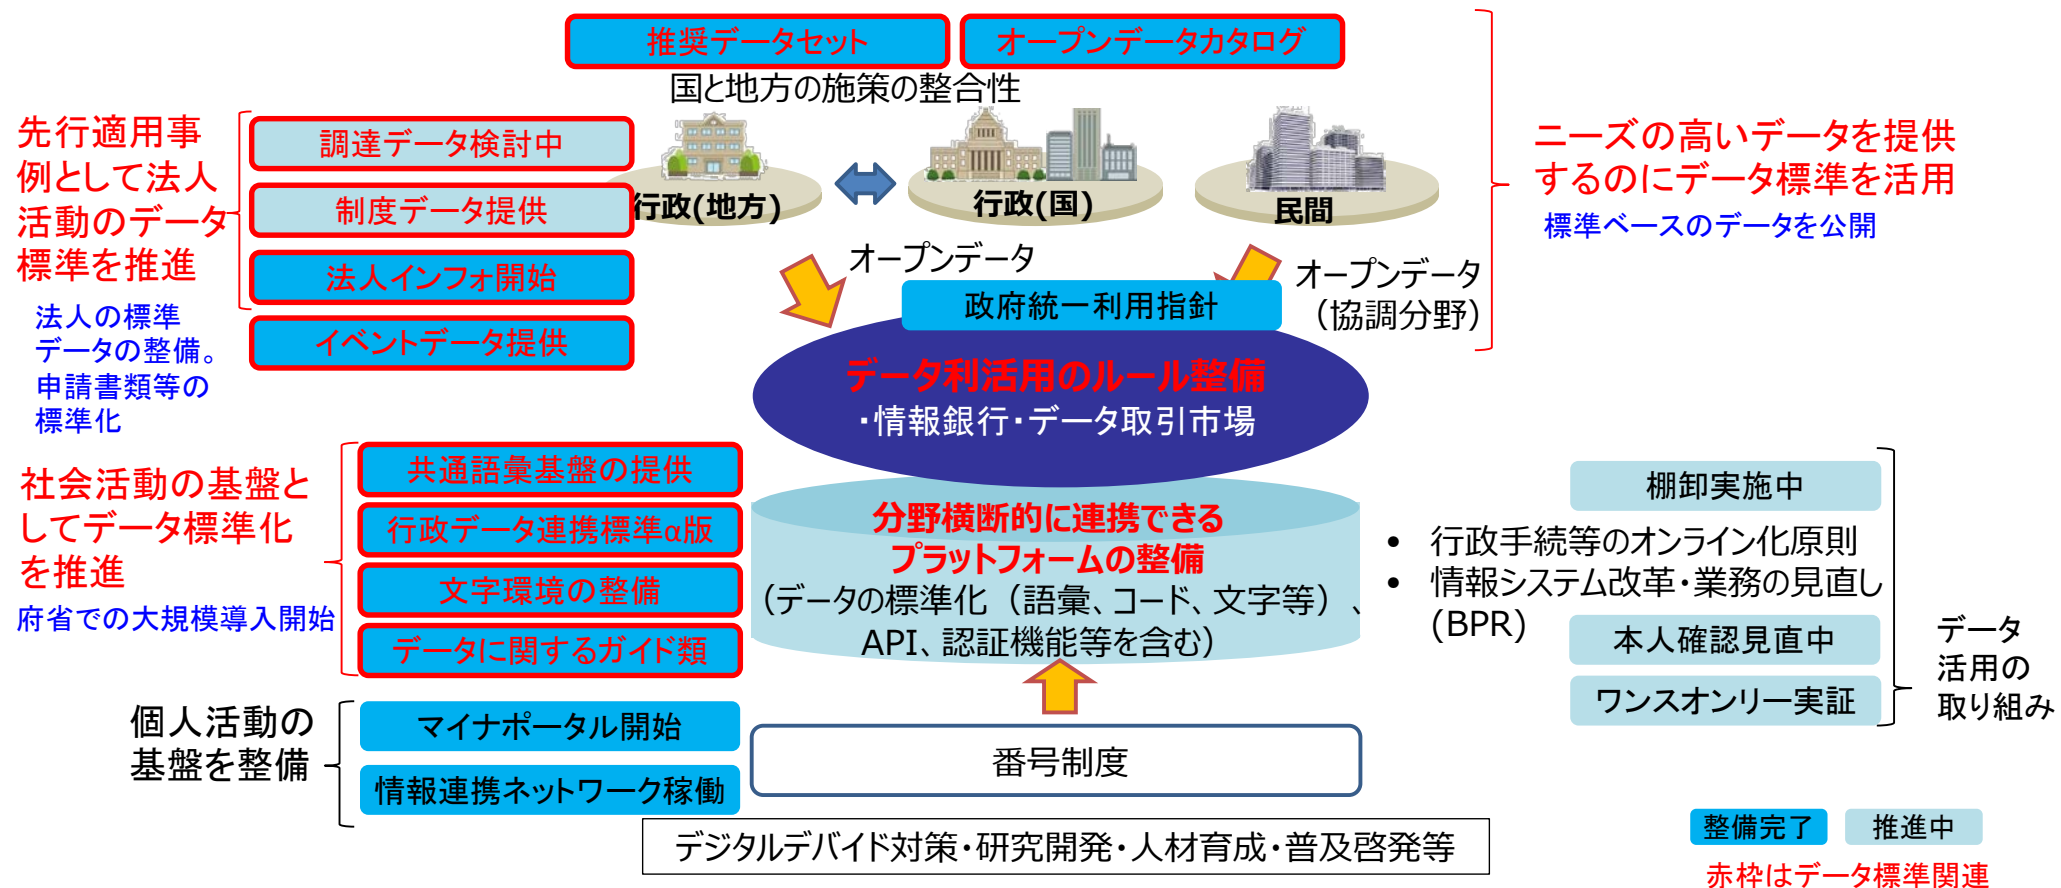 推奨データセット
オープンデータカタログ
国と地方の施策の整合性
先行適用事
例として法人
活動のデータ
標準を推進
法人の標準
データの整備。
申請書類等の
標準化
調達データ検討中
制度データ提供
法人インフォ開始
イベントデータ提供
行政(地方)
行政(国)
民間
ニーズの高いデータを提供
するのにデータ標準を活用
標準ベースのデータを公開
オープンデータ
オープンデータ
（協調分野）
政府統一利用指針
データ利活用のルール整備
・情報銀行・データ取引市場
社会活動の基盤と
してデータ標準化
を推進
府省での大規模導入開始
共通語彙基盤の提供
行政データ連携標準α版
文字環境の整備
データに関するガイド類
分野横断的に連携できる
プラットフォームの整備
（データの標準化（語彙、コード、文字等）、
API、認証機能等を含む）
棚卸実施中
• 行政手続等のオンライン化原則
• 情報システム改革・業務の見直し
(BPR)
本人確認見直中
ワンスオンリー実証
データ
活用の
取り組み
個人活動の
基盤を整備
マイナポータル開始
情報連携ネットワーク稼働
番号制度
デジタルデバイド対策・研究開発・人材育成・普及啓発等
整備完了
推進中
赤枠はデータ標準関連